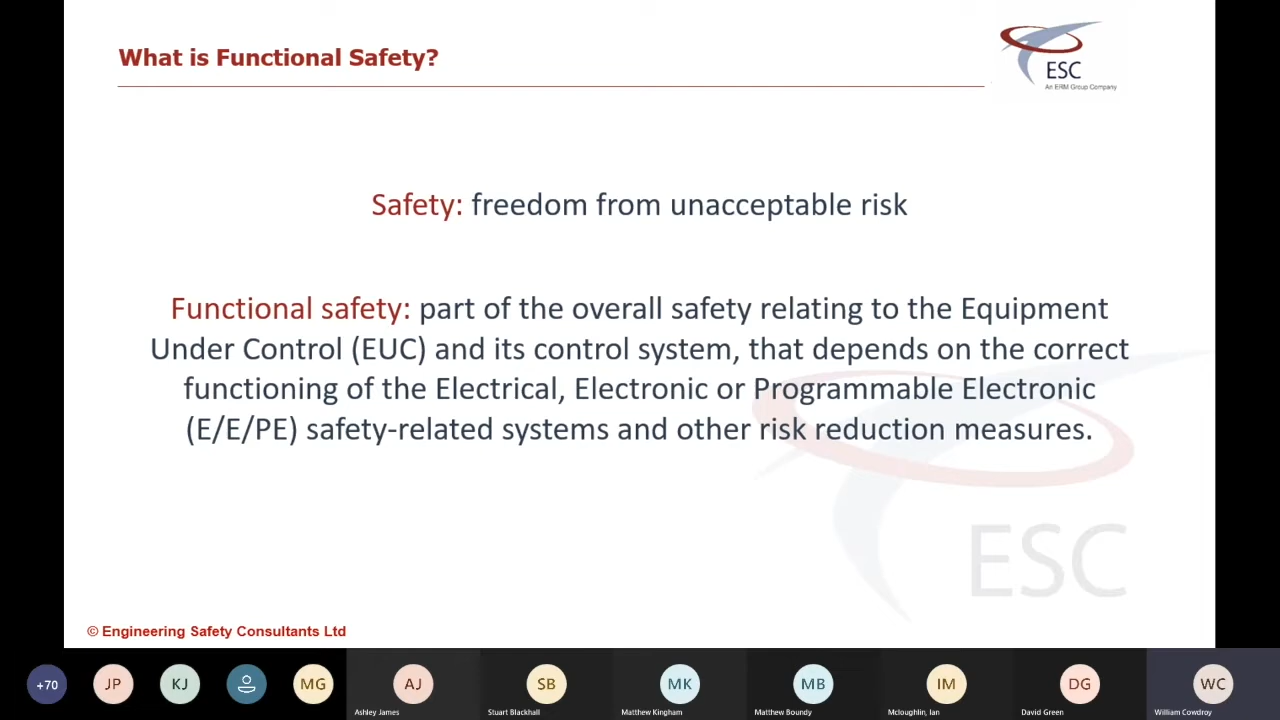 What is Functional Safety?
ESC
An ERM Group Company
Safety: freedom from unacceptable risk
Functional safety: part of the overall safety relating to the Equipment
Under Control (EUC) and its control system, that depends on the correct
functioning of the Electrical, Electronic or Programmable Electronic
(E/E/PE) safety-related systems and other risk reduction measures.
ESC
© Engineering Safety Consultants Ltd
+70
JP
KJ
MG
AJ
SB
MK
MB
IM
DG
WC
Ashley James
Stuart Blackhall
Matthew Kingham
Matthew Boundy
Mcloughlin, Ian
David Green
William Cowdroy